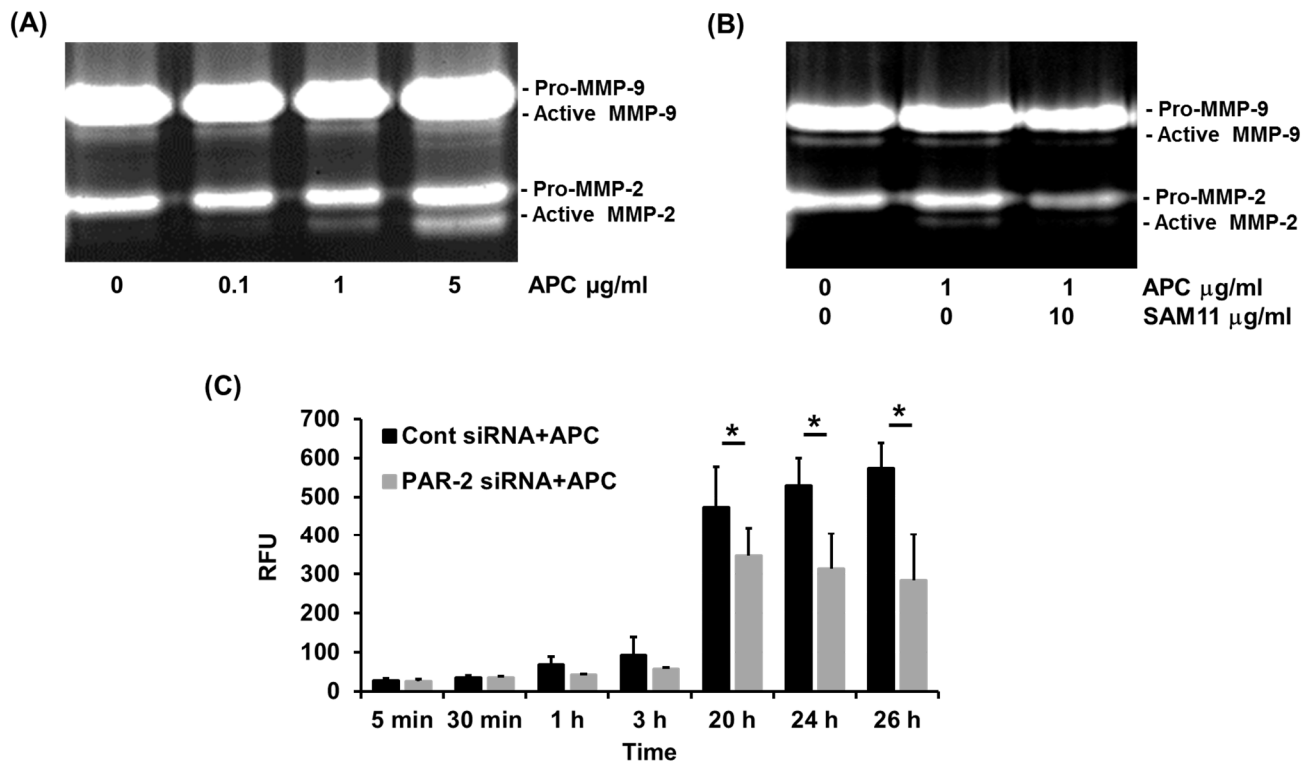 (A)
- Pro-MMP-9
- Active MMP-9
- Pro-MMP-2
- Active MMP-2
0 0.1 1 5 APC µg/ml
(B)
- Pro-MMP-9
- Active MMP-9
- Pro-MMP-2
- Active MMP-2
0 1 1 APC µg/ml
0 0 10 SAM11 µg/ml
(C)
700
600
500
400
300
200
100
0
RFU
Cont siRNA+APC
PAR-2 siRNA+APC
* * *
5 min 30 min 1 h 3 h 20 h 24 h 26 h
Time